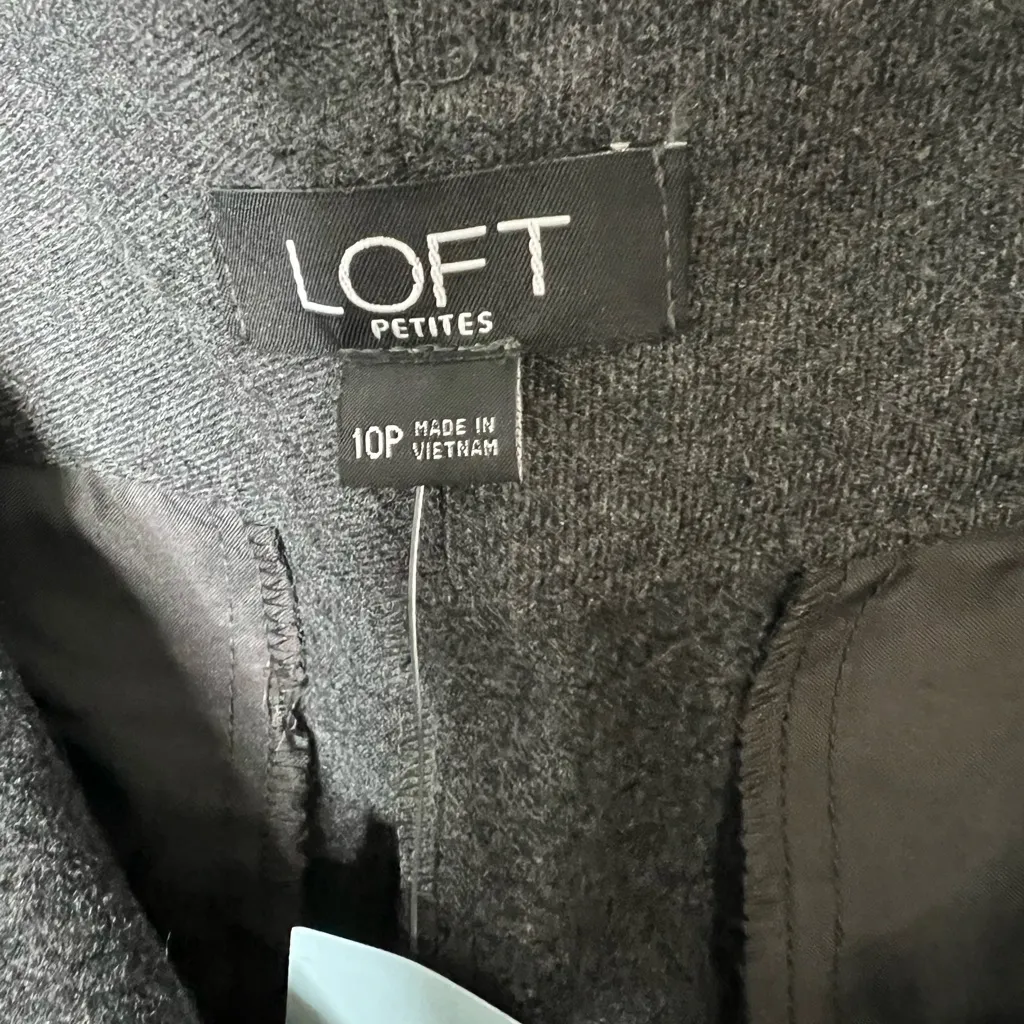 LOFT
PETITES
10P MADE IN
VIETNAM